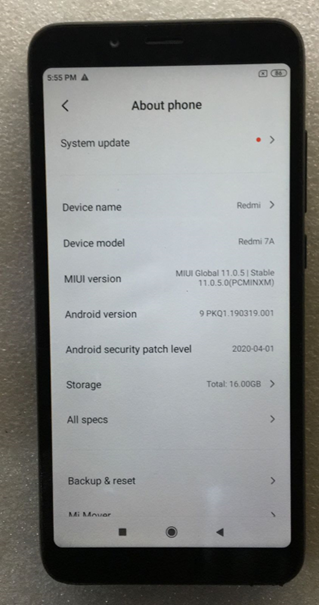 5:55 PM
86
About phone
System update
Device name Redmi
Device model Redmi 7A
MIUI version MIUI Global 11.0.5 | Stable
11.0.5.0(PCMINXM)
Android version 9 PKQ1.190319.001
Android security patch level 2020-04-01
Storage Total: 16.00GB
All specs
Backup & reset
Mi Mover